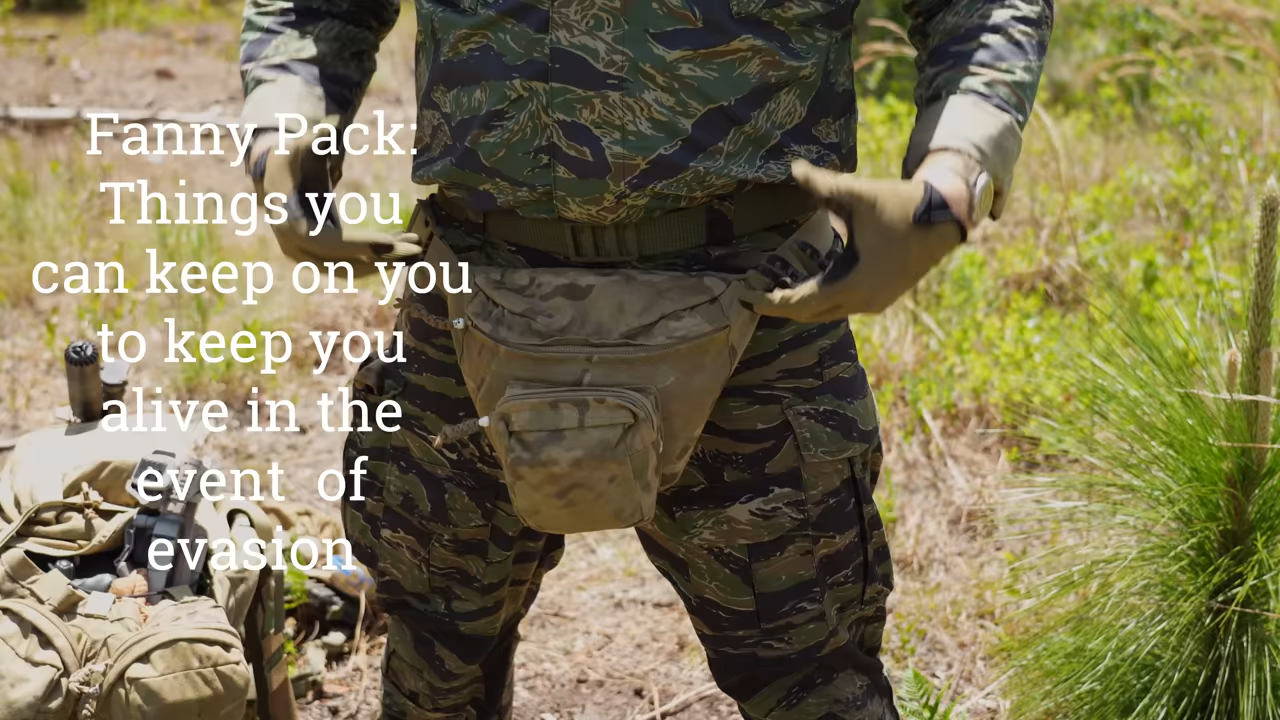 Fanny Pack:
Things you
can keep on you
to keep you
alive in the
event  of
evasion